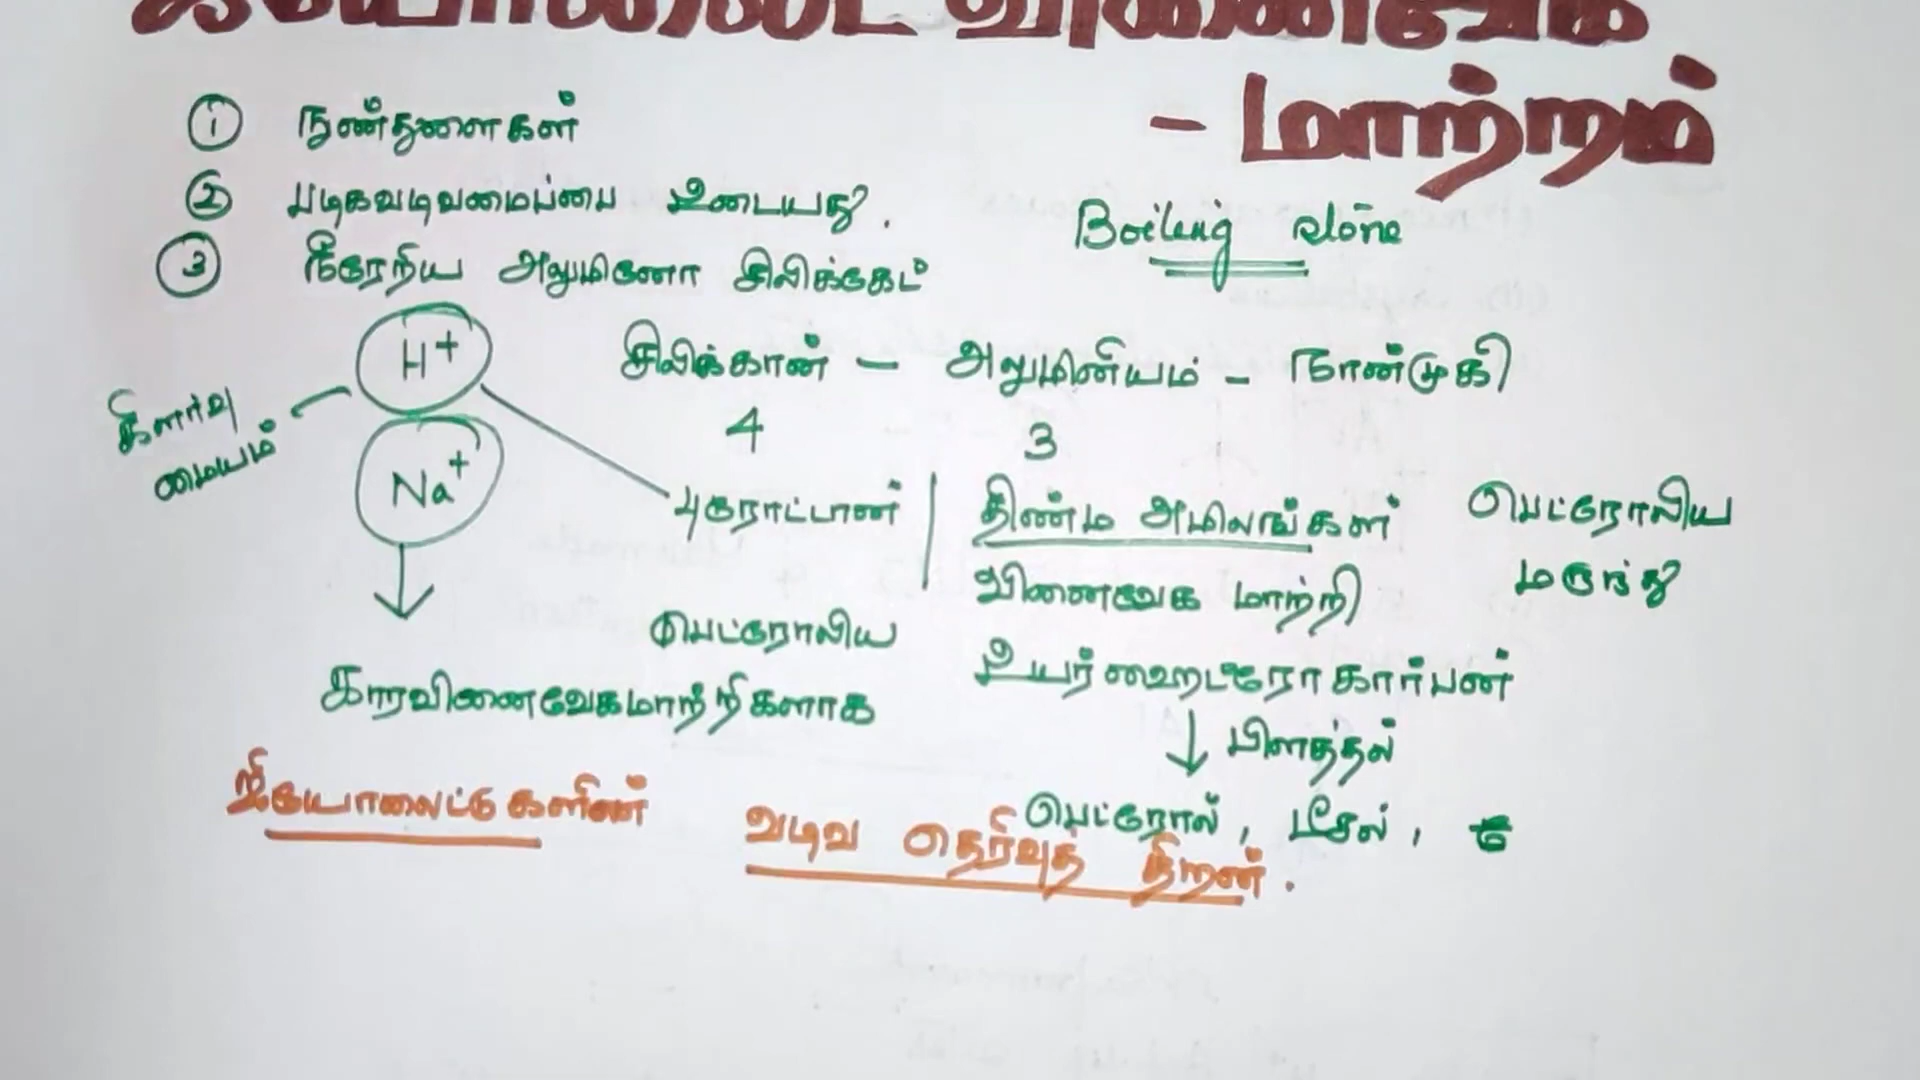 வினைவேக
- மாற்றம்
① நுண்துளைகள்
② படிகவடிவமைப்பை உடையது.
Boiling stone
③ நீரேறிய அலுமினோ சிலிக்கேட்
H+
சிலிக்கான் - அலுமினியம் - நான்முகி
4 3
கிளர்வு
மையம்
Na+
புரோட்டான்
திண்ம அமிலங்கள்
பெட்ரோலிய
மருந்து
வினைவேக மாற்றி
பெட்ரோலிய
உயர் ஹைட்ரோ கார்பன்
காரவினைவேகமாற்றிகளாக
↓ பிளத்தல்
பெட்ரோல், டீசல்,
ஜியோலைட்டுகளின் வடிவ தெரிவுத் திறன்.